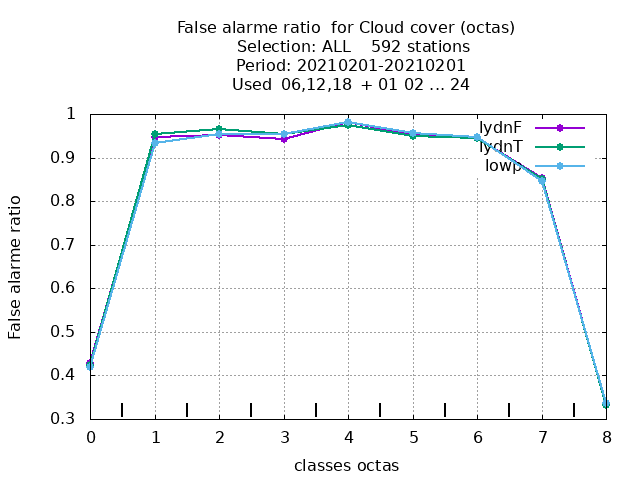 False alarme ratio  for Cloud cover (octas)
Selection: ALL    592 stations
Period: 20210201-20210201
Used  06,12,18  + 01 02 ... 24
lydnF
lydnT
lowp
1
0.9
0.8
0.7
0.6
0.5
0.4
0.3
False alarme ratio
0 1 2 3 4 5 6 7 8
classes octas